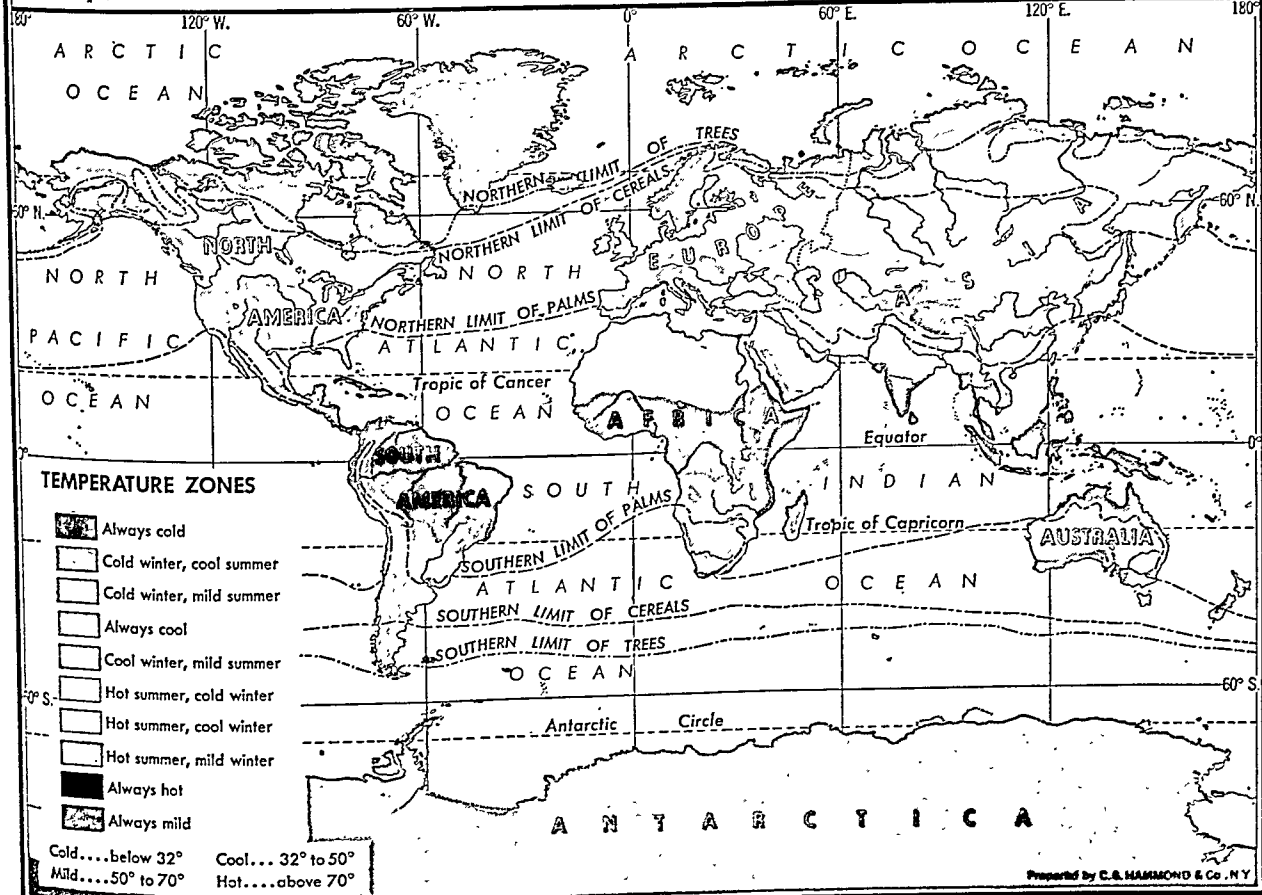 180°
120° W.
60° W.
0°
60° E.
120° E.
180°
ARCTIC
OCEAN
ARCTIC OCEAN
NORTHERN LIMIT OF TREES
NORTHERN LIMIT OF CEREALS
60° N.
60° N.
NORTH
AMERICA
EUROPE
ASIA
NORTH
PACIFIC
OCEAN
NORTH
ATLANTIC
OCEAN
NORTHERN LIMIT OF PALMS
Tropic of Cancer
AFRICA
Equator
0°
SOUTH
AMERICA
SOUTH
ATLANTIC
OCEAN
INDIAN
OCEAN
SOUTHERN LIMIT OF PALMS
Tropic of Capricorn
AUSTRALIA
SOUTHERN LIMIT OF CEREALS
SOUTHERN LIMIT OF TREES
0° S.
60° S.
Antarctic Circle
ANTARCTICA
TEMPERATURE ZONES
Always cold
Cold winter, cool summer
Cold winter, mild summer
Always cool
Cool winter, mild summer
Hot summer, cold winter
Hot summer, cool winter
Hot summer, mild winter
Always hot
Always mild
Cold....below 32° Cool... 32° to 50°
Mild....50° to 70° Hot....above 70°
Prepared by C.S. HAMMOND & Co., N Y